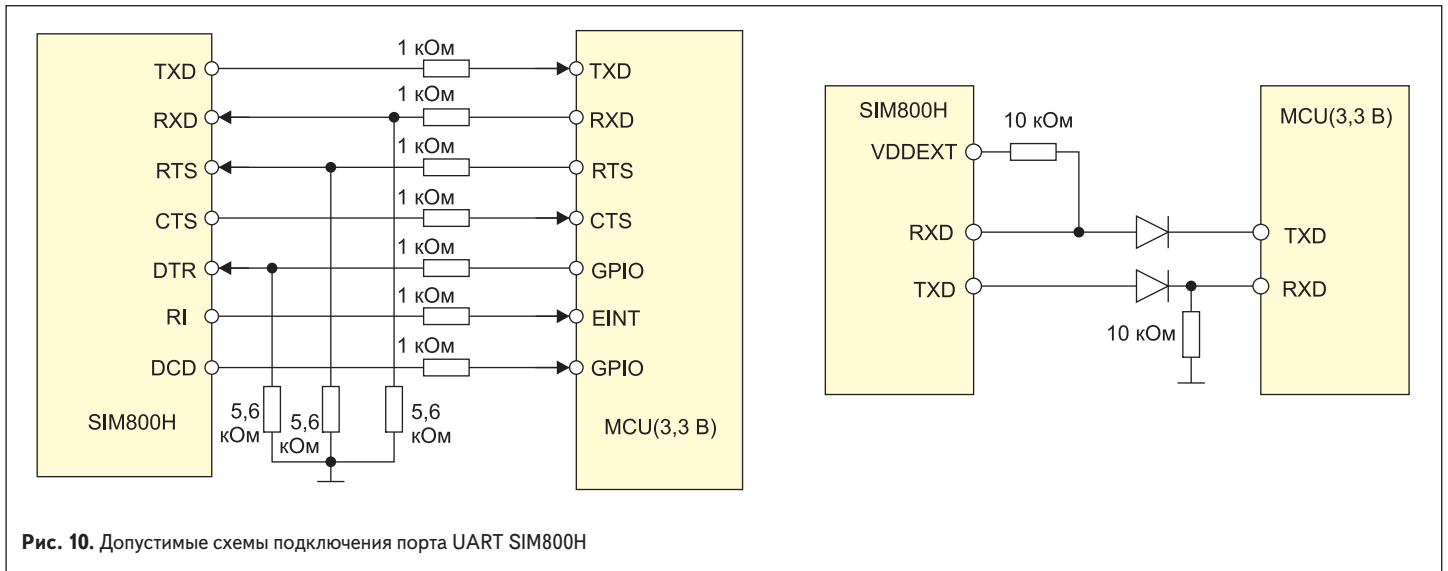 1 кОм
TXD
TXD
1 кОм
RXD
RXD
1 кОм
RTS
RTS
1 кОм
CTS
CTS
1 кОм
DTR
GPIO
1 кОм
RI
EINT
1 кОм
DCD
GPIO
5,6
кОм
5,6
кОм
5,6
кОм
SIM800H
MCU(3,3 В)
SIM800H
10 кОм
MCU(3,3 В)
VDDEXT
RXD
TXD
TXD
RXD
10 кОм
Рис. 10. Допустимые схемы подключения порта UART SIM800H